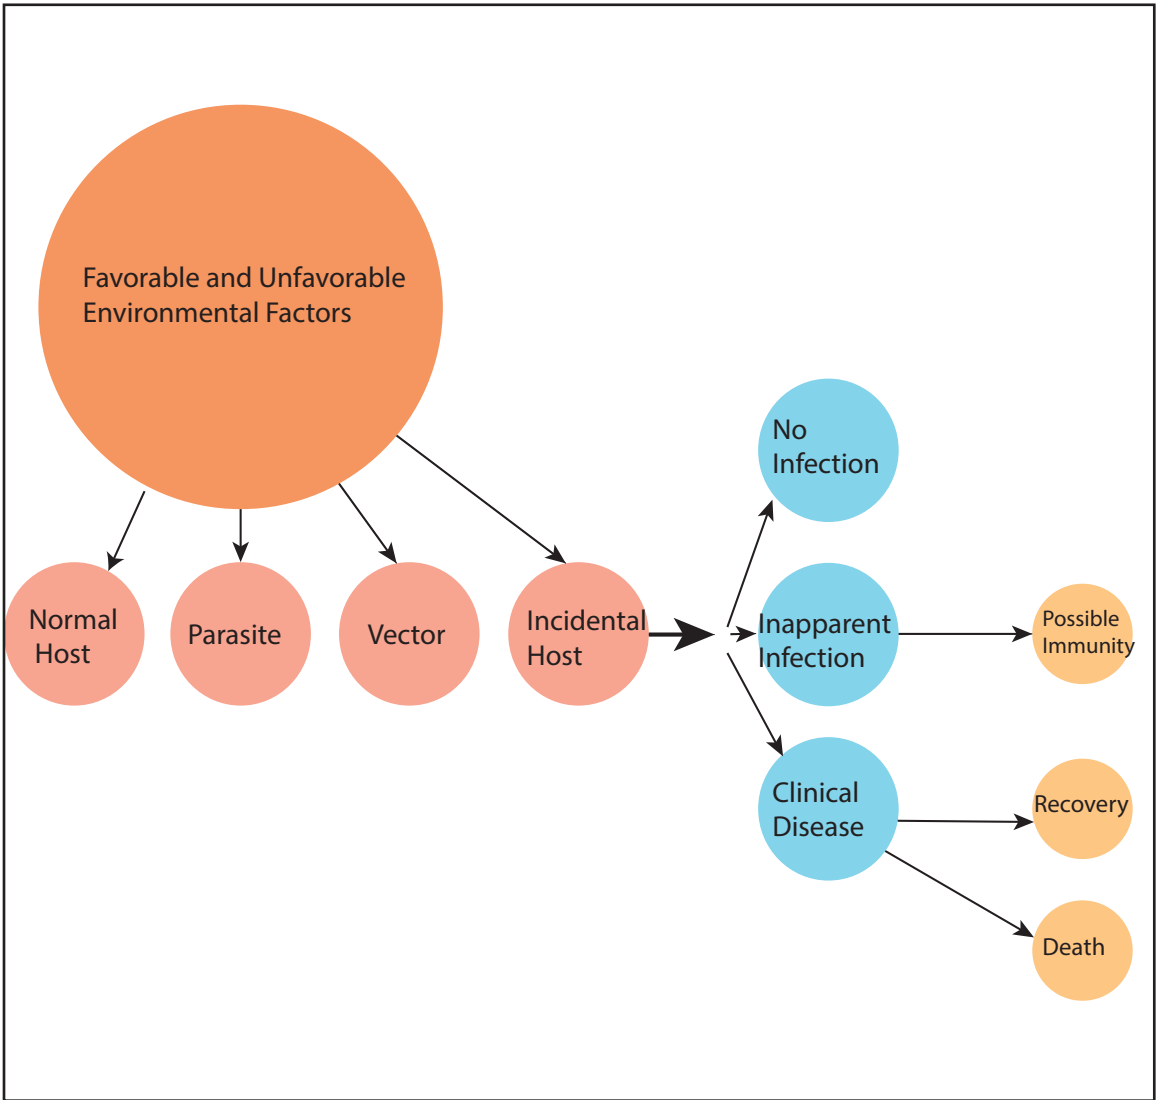 Favorable and Unfavorable
Environmental Factors
Normal
Host
Parasite
Vector
Incidental
Host
No
Infection
Inapparent
Infection
Possible
Immunity
Clinical
Disease
Recovery
Death